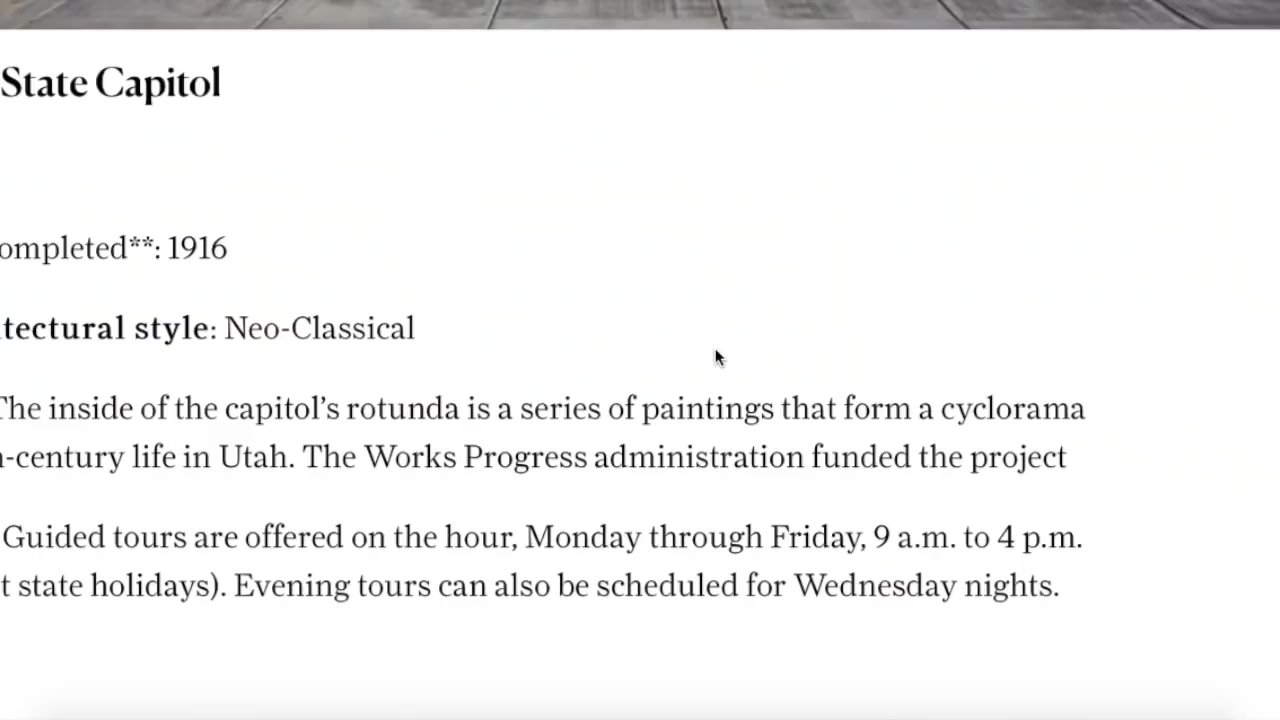 State Capitol
ompleted**: 1916
tectural style: Neo-Classical
The inside of the capitol's rotunda is a series of paintings that form a cyclorama
-century life in Utah. The Works Progress administration funded the project
Guided tours are offered on the hour, Monday through Friday, 9 a.m. to 4 p.m.
t state holidays). Evening tours can also be scheduled for Wednesday nights.